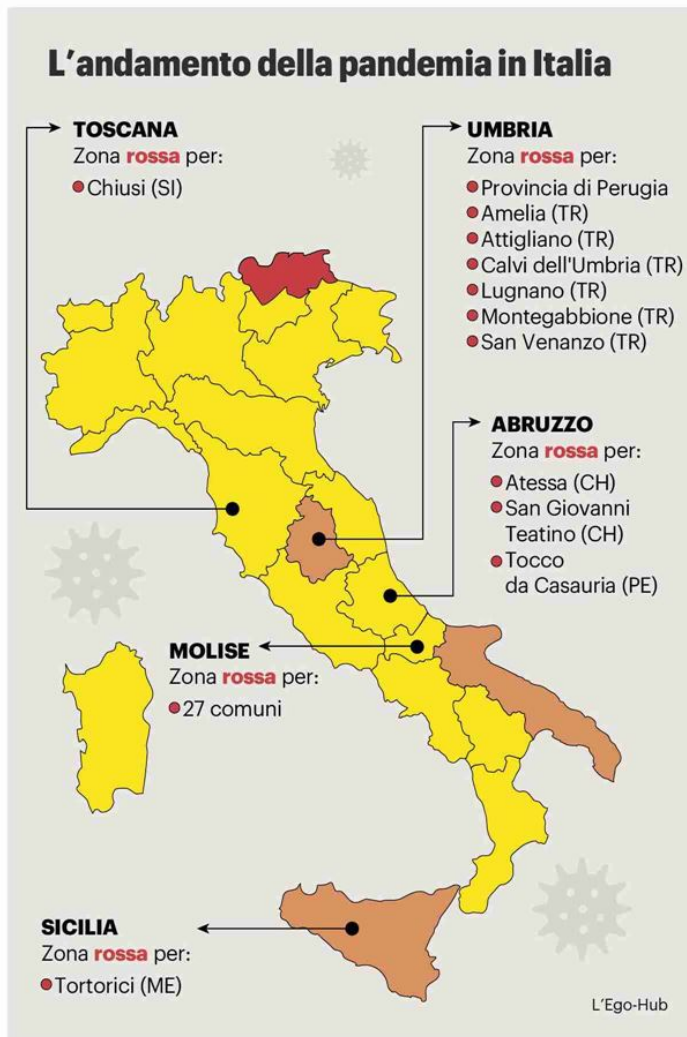 L'andamento della pandemia in Italia
TOSCANA
Zona rossa per:
Chiusi (SI)
UMBRIA
Zona rossa per:
Provincia di Perugia
Amelia (TR)
Attigliano (TR)
Calvi dell'Umbria (TR)
Lugnano (TR)
Montegabbione (TR)
San Venanzo (TR)
ABRUZZO
Zona rossa per:
Atessa (CH)
San Giovanni
Teatino (CH)
Tocco
da Casauria (PE)
MOLISE
Zona rossa per:
27 comuni
SICILIA
Zona rossa per:
Tortorici (ME)
L'Ego-Hub